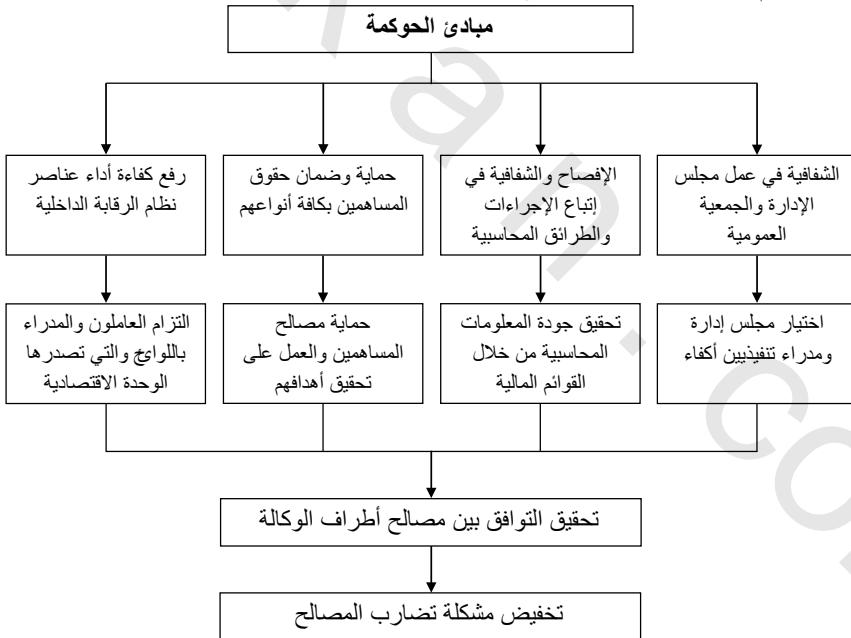 مبادئ الحوكمة
الشفافية في عمل مجلس
الإدارة والجمعية
العمومية
الإفصاح والشفافية في
إتباع الإجراءات
والطرائق المحاسبية
حماية وضمان حقوق
المساهمين بكافة أنواعهم
رفع كفاءة أداء عناصر
نظام الرقابة الداخلية
اختيار مجلس إدارة
ومدراء تنفيذيين أكفاء
تحقيق جودة المعلومات
المحاسبية من خلال
القوائم المالية
حماية مصالح
المساهمين والعمل على
تحقيق أهدافهم
التزام العاملون والمدراء
والتي تصدرها
الوحدة الاقتصادية
تحقيق التوافق بين مصالح أطراف الوكالة
تخفيض مشكلة تضارب المصالح